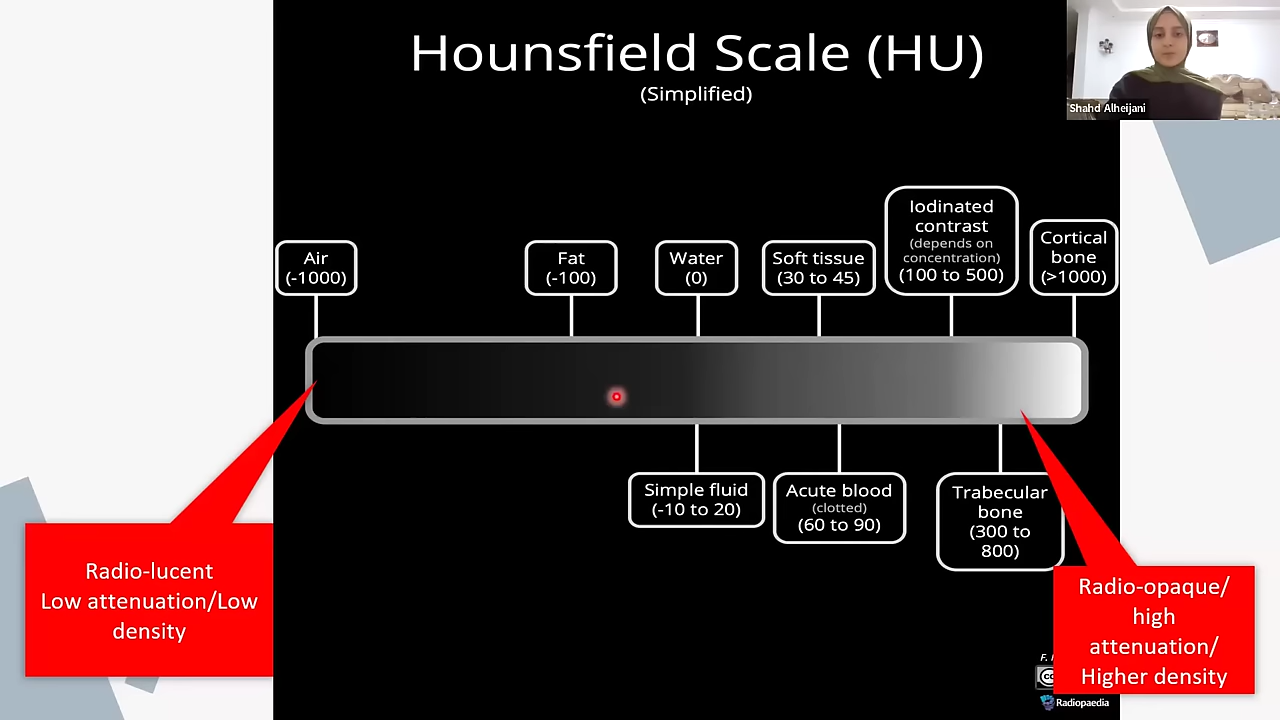 Hounsfield Scale (HU)
(Simplified)
Shahd Alheijani
Air
(-1000)
Fat
(-100)
Water
(0)
Soft tissue
(30 to 45)
Iodinated
contrast
(depends on
concentration)
(100 to 500)
Cortical
bone
(>1000)
Simple fluid
(-10 to 20)
Acute blood
(clotted)
(60 to 90)
Trabecular
bone
(300 to
800)
Radio-lucent
Low attenuation/Low
density
Radio-opaque/
high
attenuation/
Higher density
F.
Radiopaedia